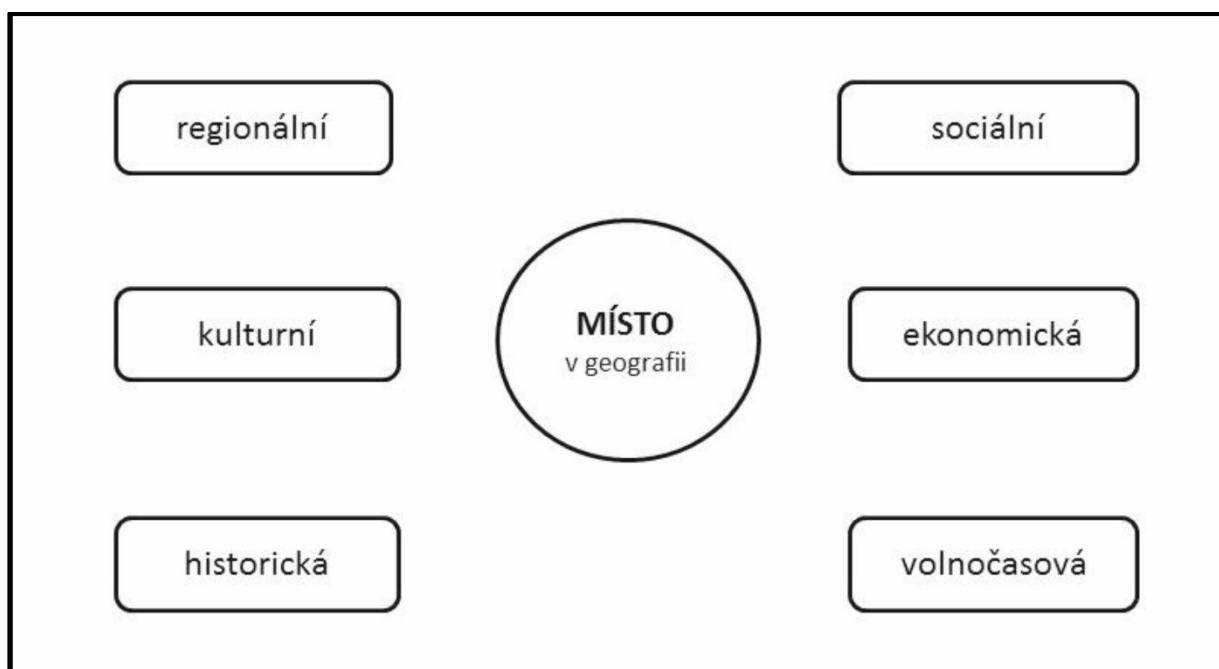 regionální
sociální
MÍSTO
v geografii
kulturní
ekonomická
historická
volnočasová